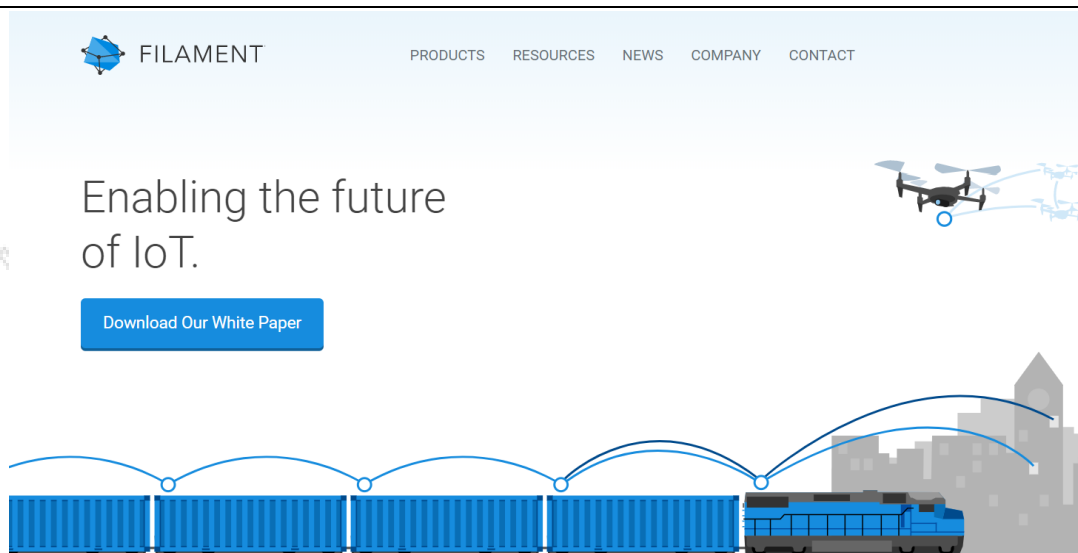 FILAMENT
PRODUCTS RESOURCES NEWS COMPANY CONTACT
Enabling the future
of IoT.
Download Our White Paper